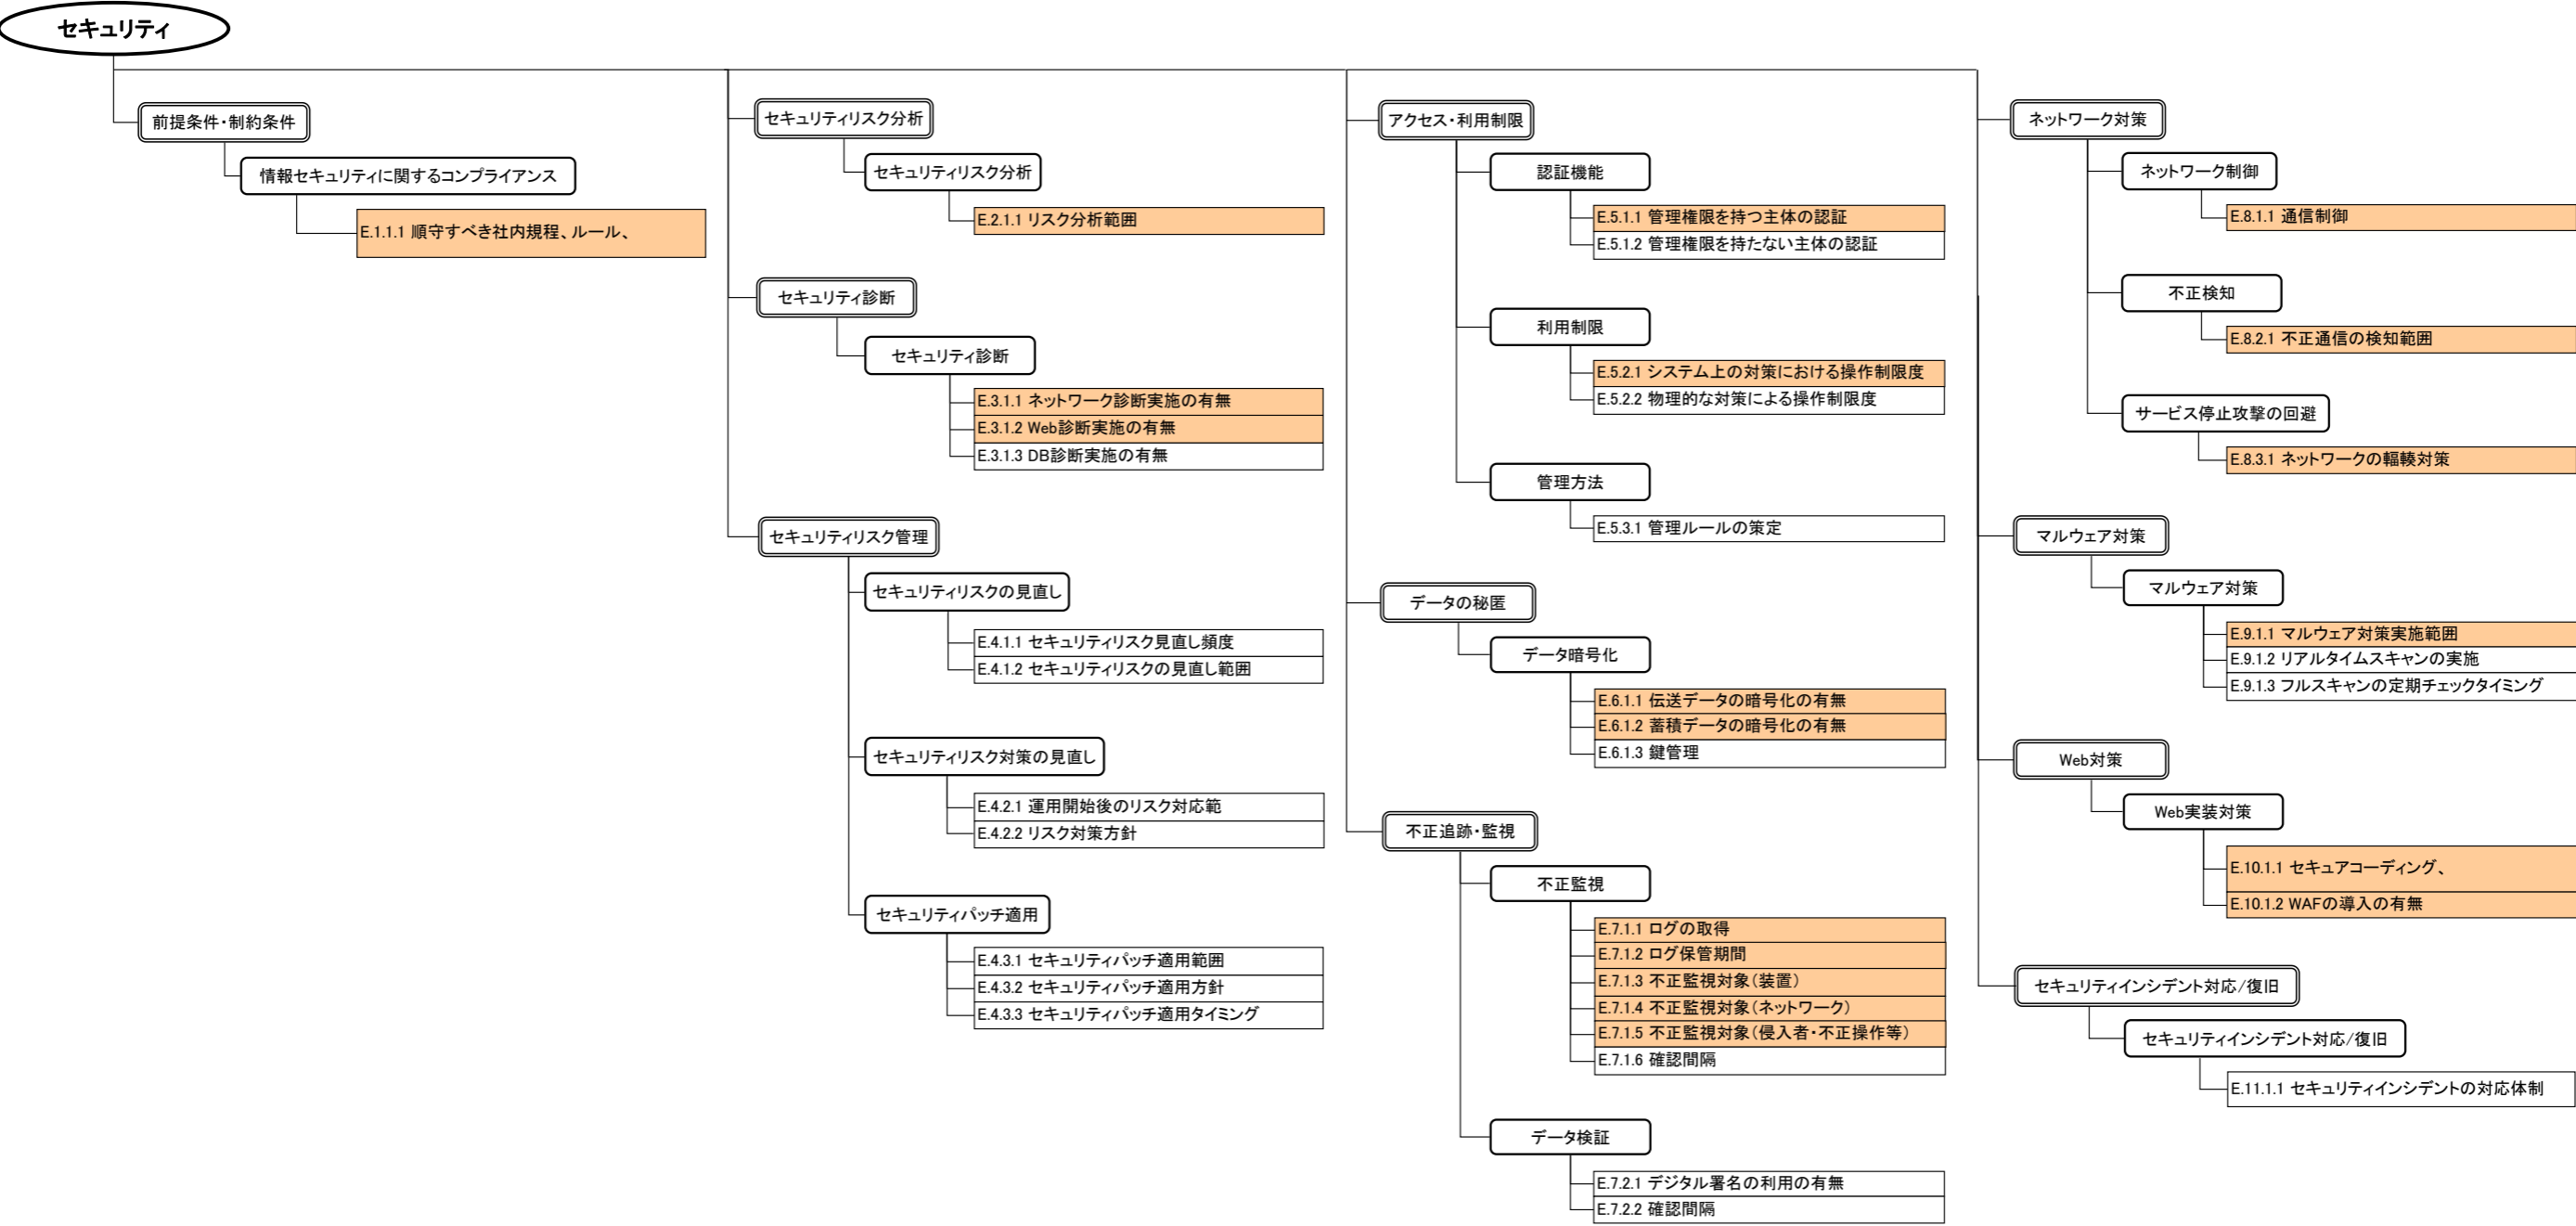 セキュリティ
前提条件・制約条件
情報セキュリティに関するコンプライアンス
E.1.1.1 順守すべき社内規程、ルール、
セキュリティリスク分析
セキュリティリスク分析
E.2.1.1 リスク分析範囲
セキュリティ診断
セキュリティ診断
E.3.1.1 ネットワーク診断実施の有無
E.3.1.2 Web診断実施の有無
E.3.1.3 DB診断実施の有無
セキュリティリスク管理
セキュリティリスクの見直し
E.4.1.1 セキュリティリスク見直し頻度
E.4.1.2 セキュリティリスクの見直し範囲
セキュリティリスク対策の見直し
E.4.2.1 運用開始後のリスク対応範
E.4.2.2 リスク対策方針
セキュリティパッチ適用
E.4.3.1 セキュリティパッチ適用範囲
E.4.3.2 セキュリティパッチ適用方針
E.4.3.3 セキュリティパッチ適用タイミング
アクセス・利用制限
認証機能
E.5.1.1 管理権限を持つ主体の認証
E.5.1.2 管理権限を持たない主体の認証
利用制限
E.5.2.1 システム上の対策における操作制限度
E.5.2.2 物理的な対策による操作制限度
管理方法
E.5.3.1 管理ルールの策定
データの秘匿
データ暗号化
E.6.1.1 伝送データの暗号化の有無
E.6.1.2 蓄積データの暗号化の有無
E.6.1.3 鍵管理
不正追跡・監視
不正監視
E.7.1.1 ログの取得
E.7.1.2 ログ保管期間
E.7.1.3 不正監視対象（装置）
E.7.1.4 不正監視対象（ネットワーク）
E.7.1.5 不正監視対象（侵入者・不正操作等）
E.7.1.6 確認間隔
データ検証
E.7.2.1 デジタル署名の利用の有無
E.7.2.2 確認間隔
ネットワーク対策
ネットワーク制御
E.8.1.1 通信制御
不正検知
E.8.2.1 不正通信の検知範囲
サービス停止攻撃の回避
E.8.3.1 ネットワークの輻輳対策
マルウェア対策
マルウェア対策
E.9.1.1 マルウェア対策実施範囲
E.9.1.2 リアルタイムスキャンの実施
E.9.1.3 フルスキャンの定期チェックタイミング
Web対策
Web実装対策
E.10.1.1 セキュアコーディング、
E.10.1.2 WAFの導入の有無
セキュリティインシデント対応/復旧
セキュリティインシデント対応/復旧
E.11.1.1 セキュリティインシデントの対応体制